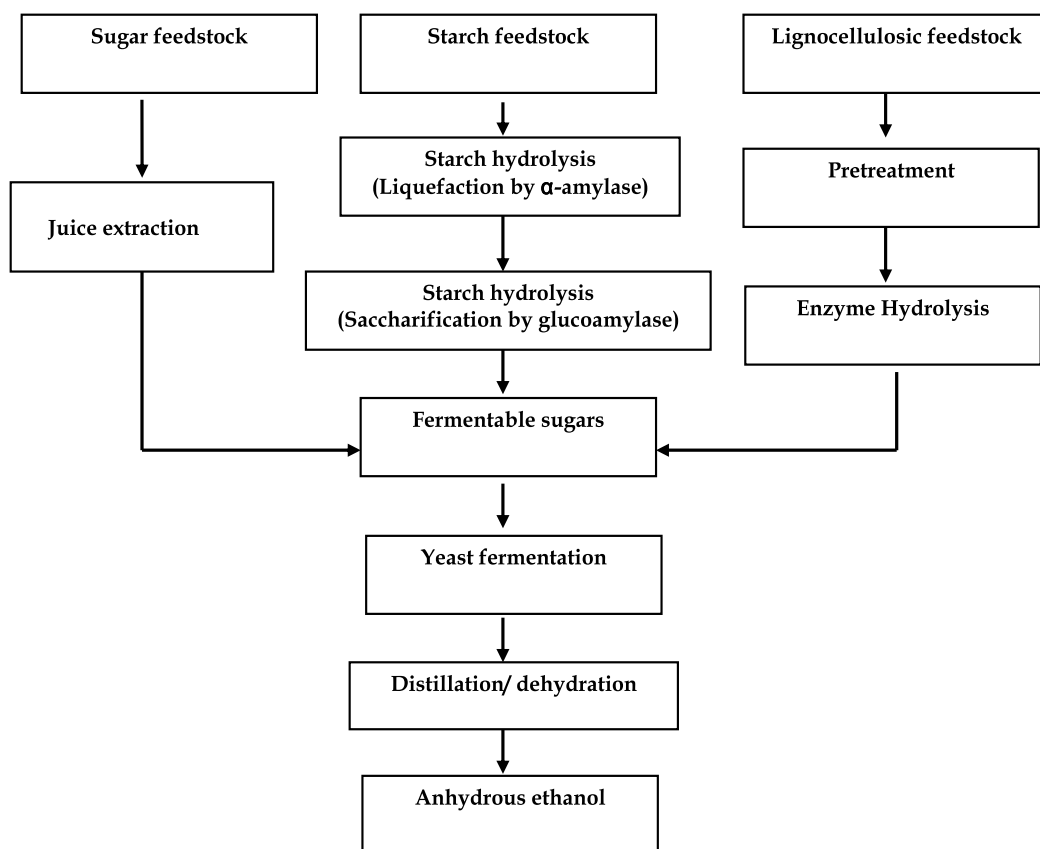 Sugar feedstock
Starch feedstock
Lignocellulosic feedstock
Starch hydrolysis
(Liquefaction by α-amylase)
Pretreatment
Juice extraction
Starch hydrolysis
(Saccharification by glucoamylase)
Enzyme Hydrolysis
Fermentable sugars
Yeast fermentation
Distillation/ dehydration
Anhydrous ethanol